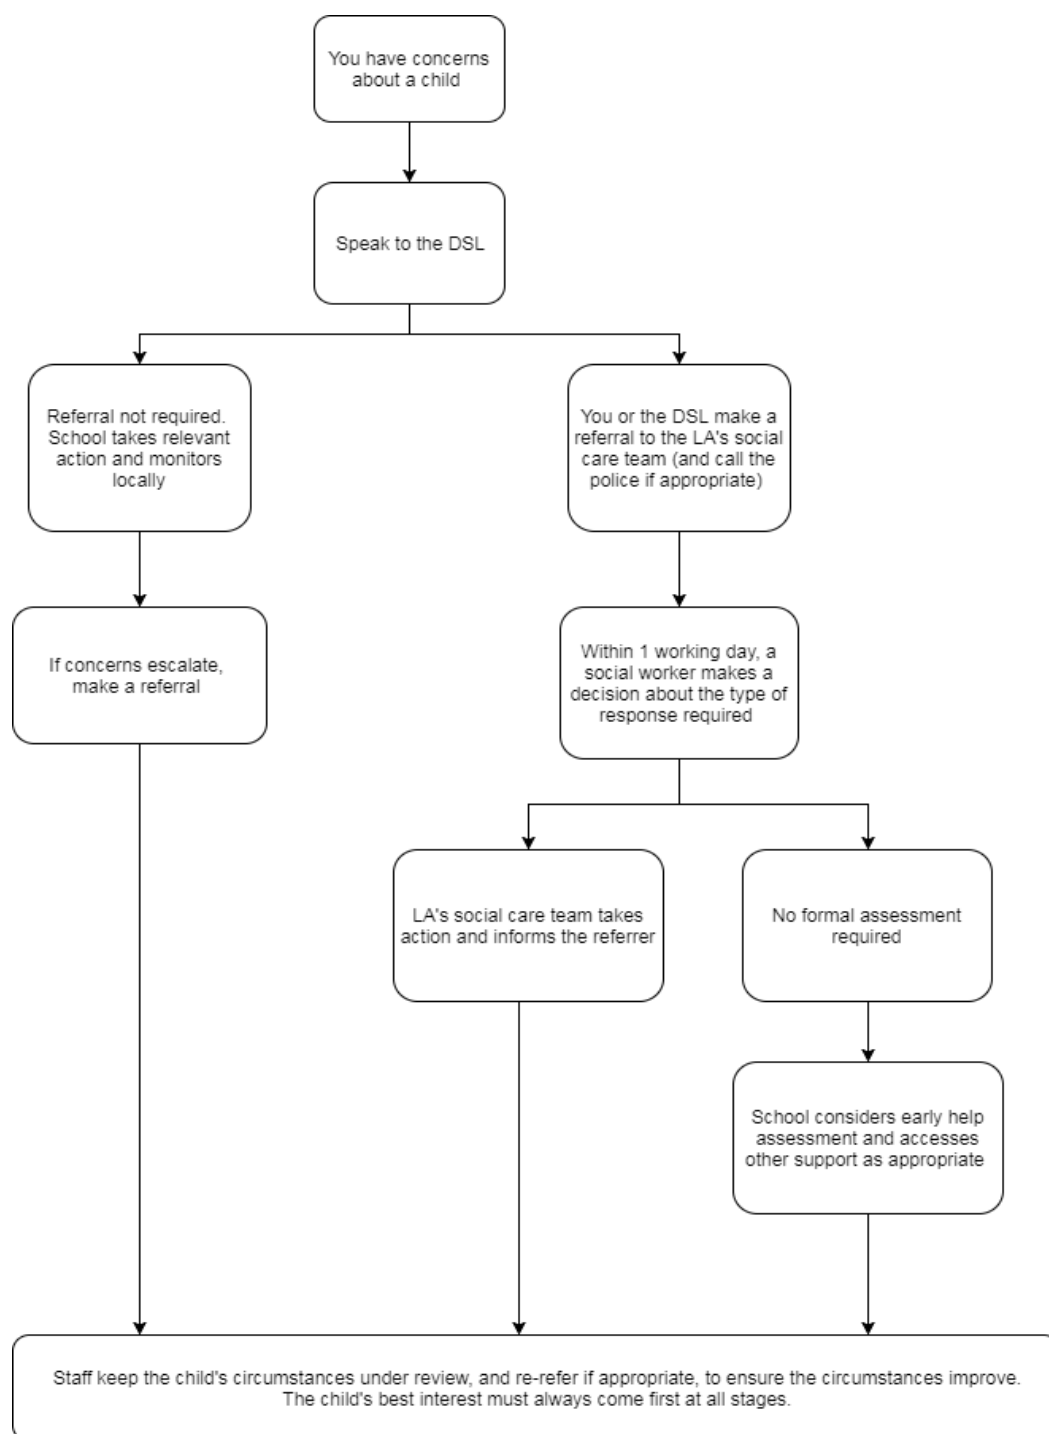 You have concerns
about a child
Speak to the DSL
Referral not required.
School takes relevant
action and monitors
locally
You or the DSL make a
referral to the LA's social
care team (and call the
police if appropriate)
If concerns escalate,
make a referral
Within 1 working day, a
social worker makes a
decision about the type of
response required
LA's social care team takes
action and informs the referrer
No formal assessment
required
School considers early help
assessment and accesses
other support as appropriate
Staff keep the child's circumstances under review, and re-refer if appropriate, to ensure the circumstances improve.
The child's best interest must always come first at all stages.